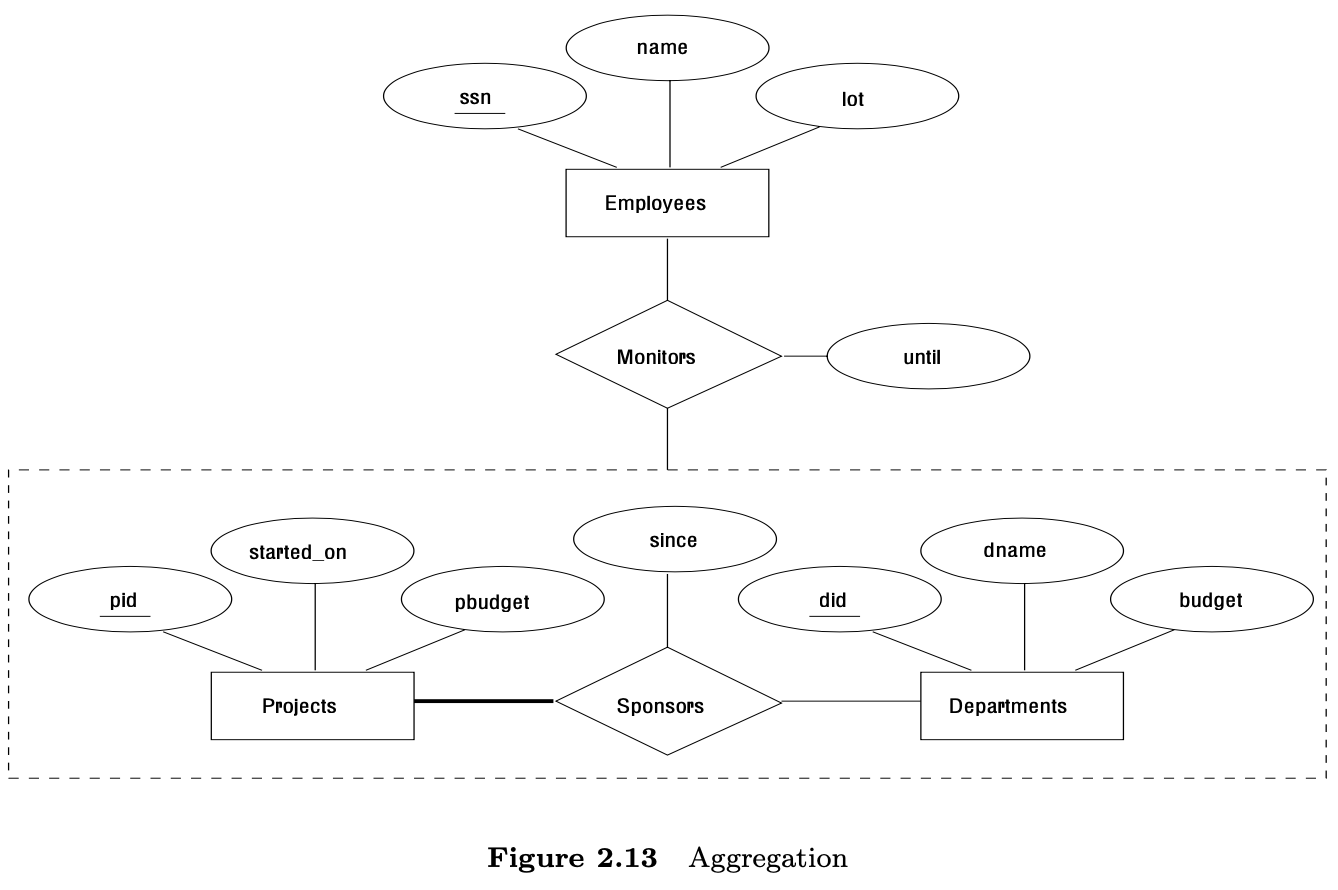 name
ssn
lot
Employees
Monitors
until
since
started_on
dname
pid
pbudget
did
budget
Projects
Sponsors
Departments
Figure 2.13 Aggregation